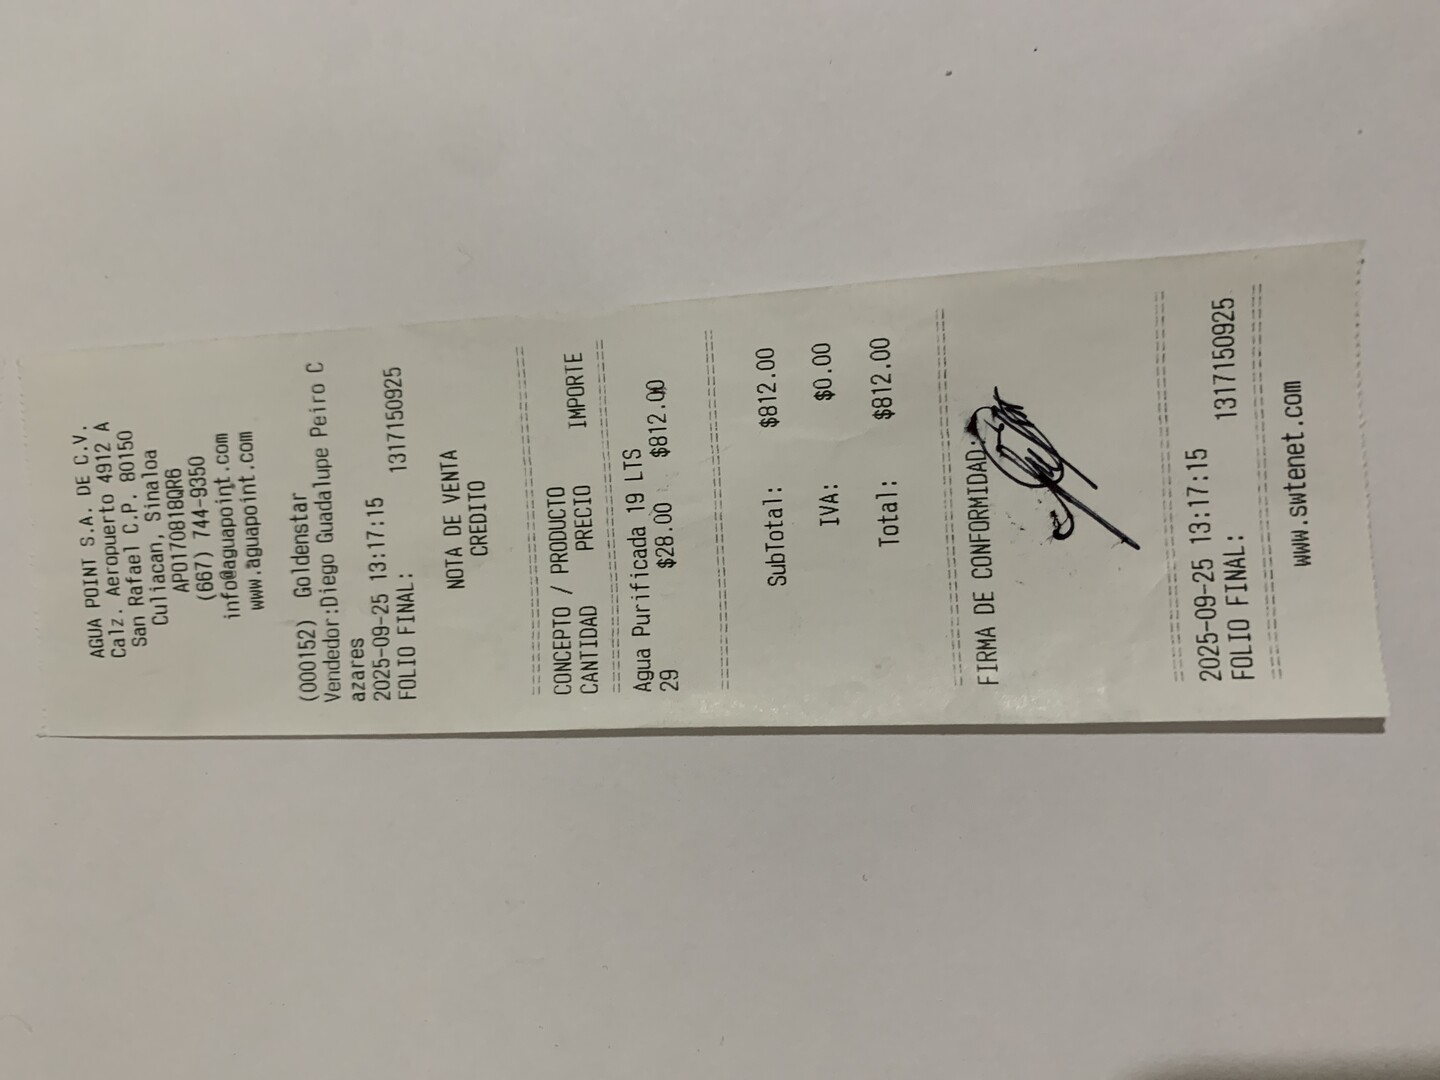 AGUA POINT S.A. DE C.V.
Calz. Aeropuerto 4912 A
San Rafael C.P. 80150
Culiacan, Sinaloa
APO170818QR6
(667) 744-9350
info@aguapoint.com
www.aguapoint.com
(000152) Goldenstar
Vendedor:Diego Guadalupe Peiro C
azares
2025-09-25 13:17:15
FOLIO FINAL: 1317150925
NOTA DE VENTA
CREDITO
================================
CONCEPTO / PRODUCTO
CANTIDAD PRECIO IMPORTE
================================
Agua Purificada 19 LTS
29 $28.00 $812.00
================================
SubTotal: $812.00
IVA: $0.00
Total: $812.00
================================
FIRMA DE CONFORMIDAD:
================================
2025-09-25 13:17:15
FOLIO FINAL: 1317150925
================================
www.swtenet.com